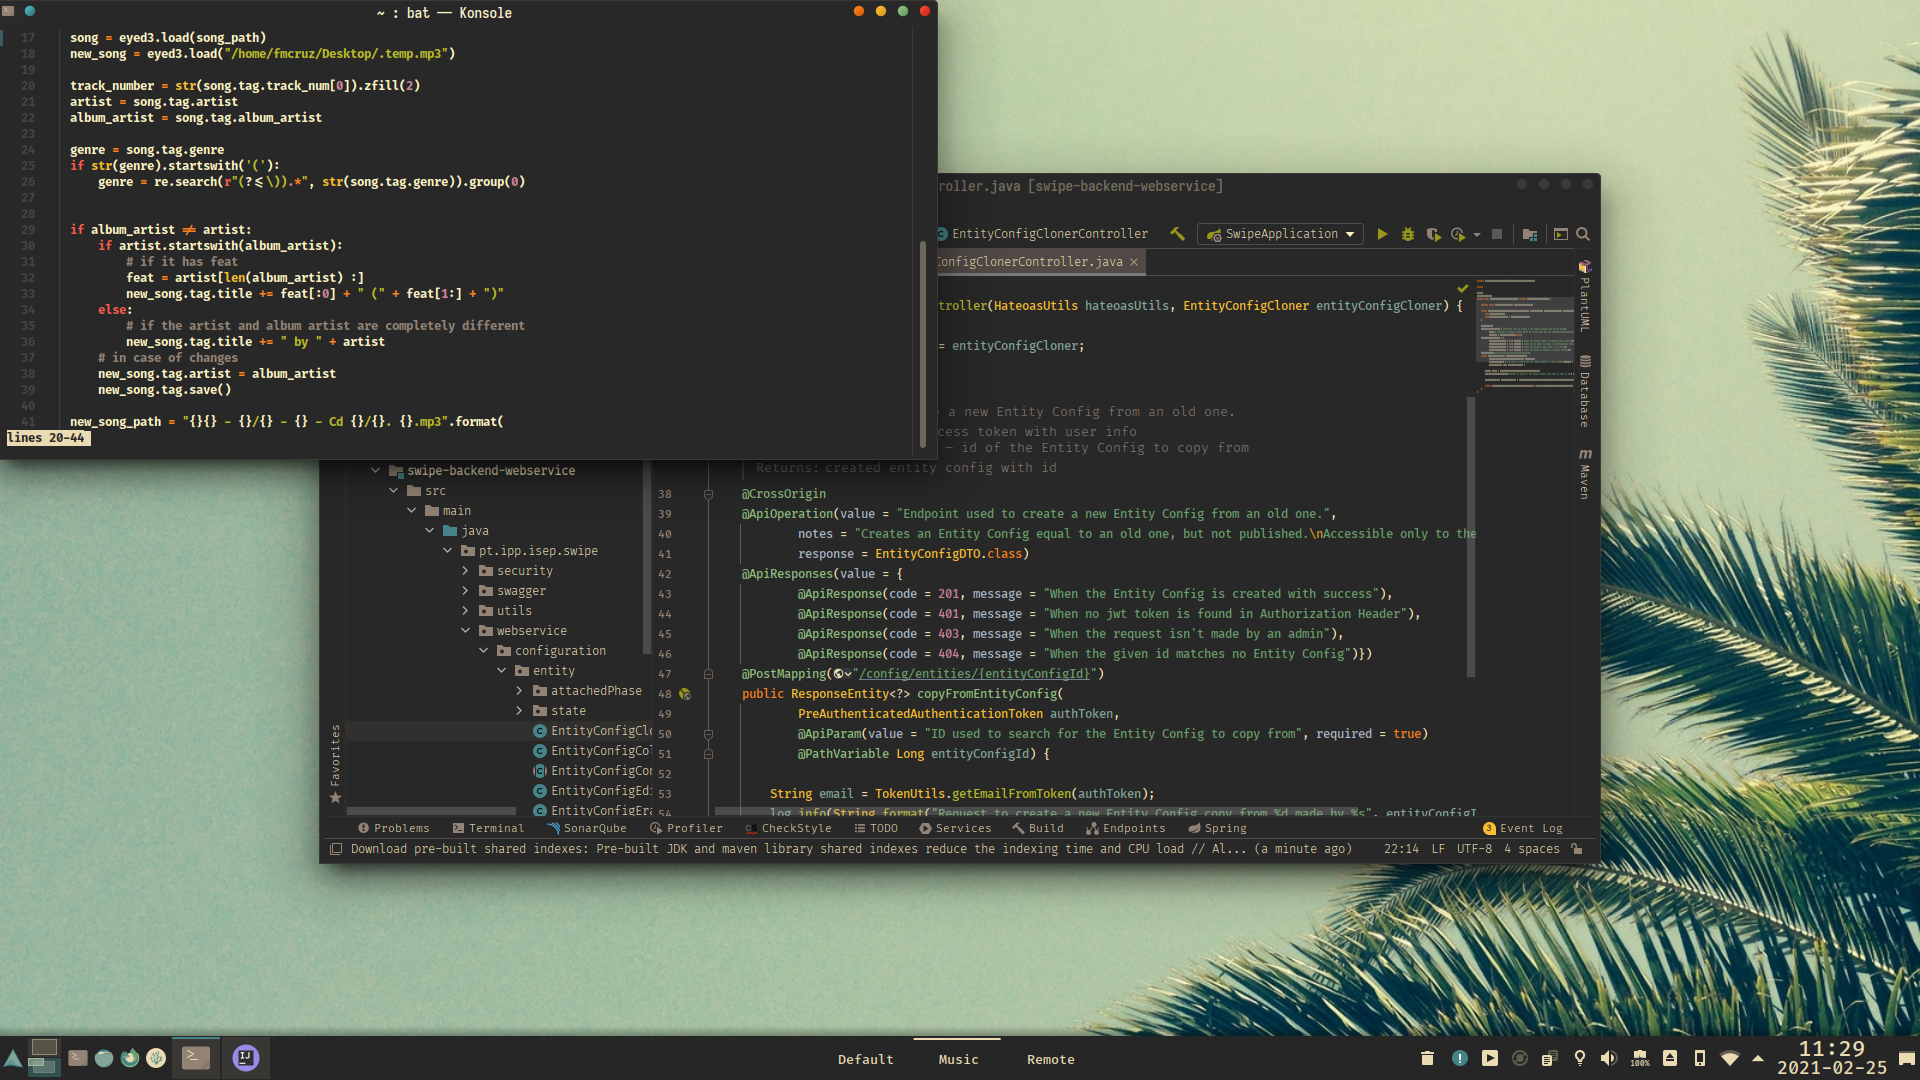 ~ : bat — Konsole
17 song = eyed3.load(song_path)
18 new_song = eyed3.load("/home/fmcruz/Desktop/.temp.mp3")
19
20 track_number = str(song.tag.track_num[0]).zfill(2)
21 artist = song.tag.artist
22 album_artist = song.tag.album_artist
23
24 genre = song.tag.genre
25 if str(genre).startswith('('):
26 genre = re.search(r"(?<=\)).*", str(song.tag.genre)).group(0)
27
28
29 if album_artist != artist:
30 if artist.startswith(album_artist):
31 # if it has feat
32 feat = artist[len(album_artist) :]
33 new_song.tag.title += feat[:0] + " (" + feat[1:] + ")"
34 else:
35 # if the artist and album artist are completely different
36 new_song.tag.title += " by " + artist
37 # in case of changes
38 new_song.tag.artist = album_artist
39 new_song.tag.save()
40
41 new_song_path = "{}{} - {}/{} - {} - Cd {}/{}. {}.mp3".format(
lines 20-44
roller.java [swipe-backend-webservice]
EntityConfigClonerController
SwipeApplication
ConfigClonerController.java
troller(HateoasUtils hateoasUtils, EntityConfigCloner entityConfigCloner) {
= entityConfigCloner;
a new Entity Config from an old one.
cess token with user info
– id of the Entity Config to copy from
Returns: created entity config with id
38 @CrossOrigin
39 @ApiOperation(value = "Endpoint used to create a new Entity Config from an old one.",
40 notes = "Creates an Entity Config equal to an old one, but not published.\nAccessible only to the
41 response = EntityConfigDTO.class)
42 @ApiResponses(value = {
43 @ApiResponse(code = 201, message = "When the Entity Config is created with success"),
44 @ApiResponse(code = 401, message = "When no jwt token is found in Authorization Header"),
45 @ApiResponse(code = 403, message = "When the request isn't made by an admin"),
46 @ApiResponse(code = 404, message = "When the given id matches no Entity Config")})
47 @PostMapping("/config/entities/{entityConfigId}")
48 public ResponseEntity<?> copyFromEntityConfig(
49 PreAuthenticatedAuthenticationToken authToken,
50 @ApiParam(value = "ID used to search for the Entity Config to copy from", required = true)
51 @PathVariable Long entityConfigId) {
52
53 String email = TokenUtils.getEmailFromToken(authToken);
54 log.info(String.format("Request to create a new Entity Config copy from %d made by %s", entityConfigI
swipe-backend-webservice
src
main
java
pt.ipp.isep.swipe
security
swagger
utils
webservice
configuration
entity
attachedPhase
state
EntityConfigClo
EntityConfigCol
EntityConfigCon
EntityConfigEdi
EntityConfigEra
Favorites
PlantUML
Database
m Maven
Problems
Terminal
SonarQube
Profiler
CheckStyle
TODO
Services
Build
Endpoints
Spring
3 Event Log
Download pre-built shared indexes: Pre-built JDK and maven library shared indexes reduce the indexing time and CPU load // Al... (a minute ago)
22:14 LF UTF-8 4 spaces
IJ
Default
Music
Remote
100%
11:29
2021-02-25